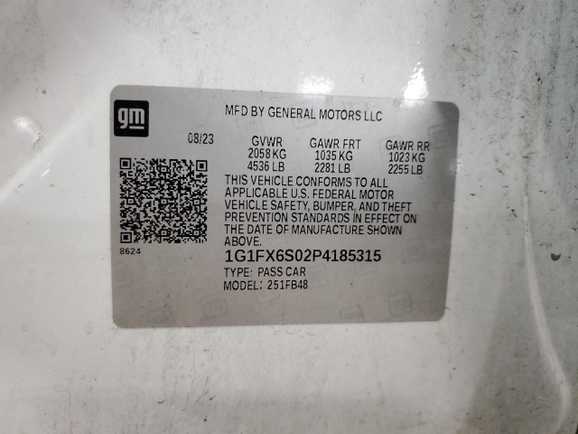 gm
MFD BY GENERAL MOTORS LLC
08/23 GVWR GAWR FRT GAWR RR
2058 KG 1035 KG 1023 KG
4536 LB 2281 LB 2255 LB
THIS VEHICLE CONFORMS TO ALL
APPLICABLE U.S. FEDERAL MOTOR
VEHICLE SAFETY, BUMPER, AND THEFT
PREVENTION STANDARDS IN EFFECT ON
THE DATE OF MANUFACTURE SHOWN
ABOVE.
8624
1G1FX6S02P4185315
TYPE: PASS CAR
MODEL: 251FB48